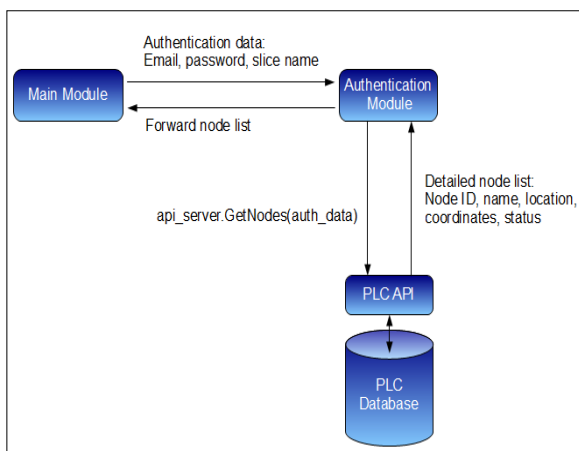 Authentication data:
Email, password, slice name
Main Module
Authentication
Module
Forward node list
Detailed node list:
Node ID, name, location,
coordinates, status
api_server.GetNodes(auth_data)
PLC API
PLC
Database